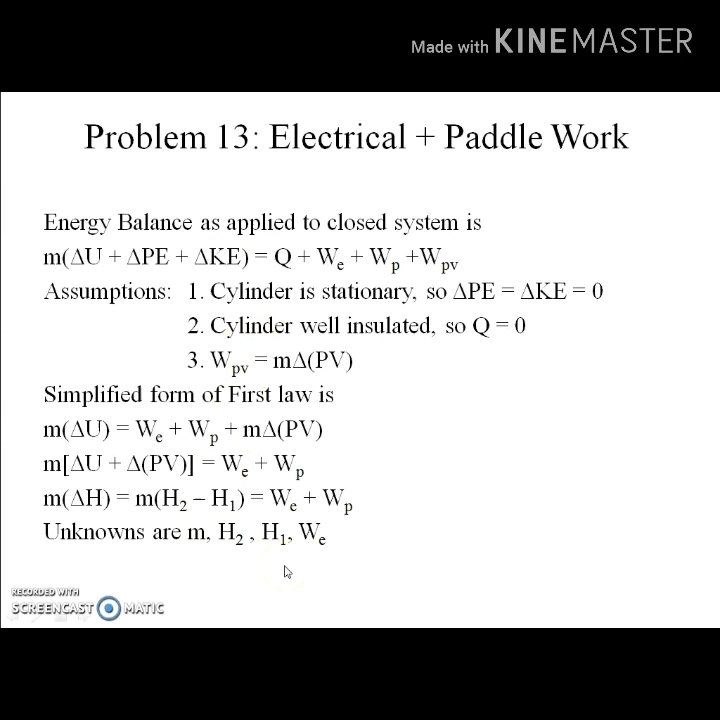 Made with KINEMASTER
Problem 13: Electrical + Paddle Work
Energy Balance as applied to closed system is
m(ΔU + ΔPE + ΔKE) = Q + Wₑ + Wₚ +W_pv
Assumptions: 1. Cylinder is stationary, so ΔPE = ΔKE = 0
2. Cylinder well insulated, so Q = 0
3. W_pv = mΔ(PV)
Simplified form of First law is
m(ΔU) = Wₑ + Wₚ + mΔ(PV)
m[ΔU + Δ(PV)] = Wₑ + Wₚ
m(ΔH) = m(H₂ – H₁) = Wₑ + Wₚ
Unknowns are m, H₂ , H₁, Wₑ
RECORDED WITH
SCREENCAST MATIC